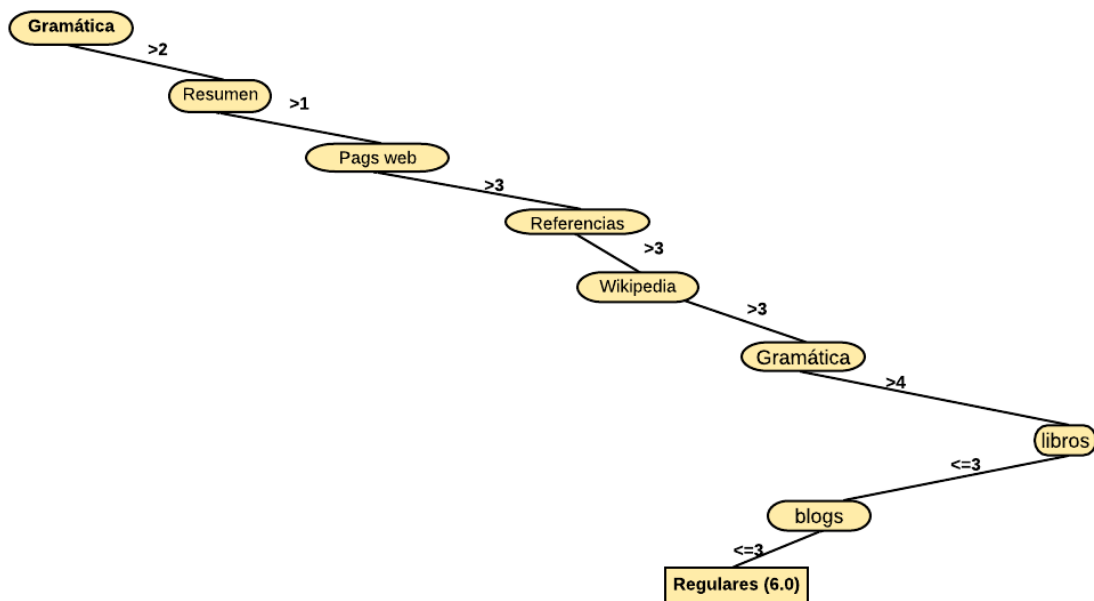 Gramática
>2
Resumen
>1
Pags web
>3
Referencias
>3
Wikipedia
>3
Gramática
>4
libros
<=3
blogs
<=3
Regulares (6.0)